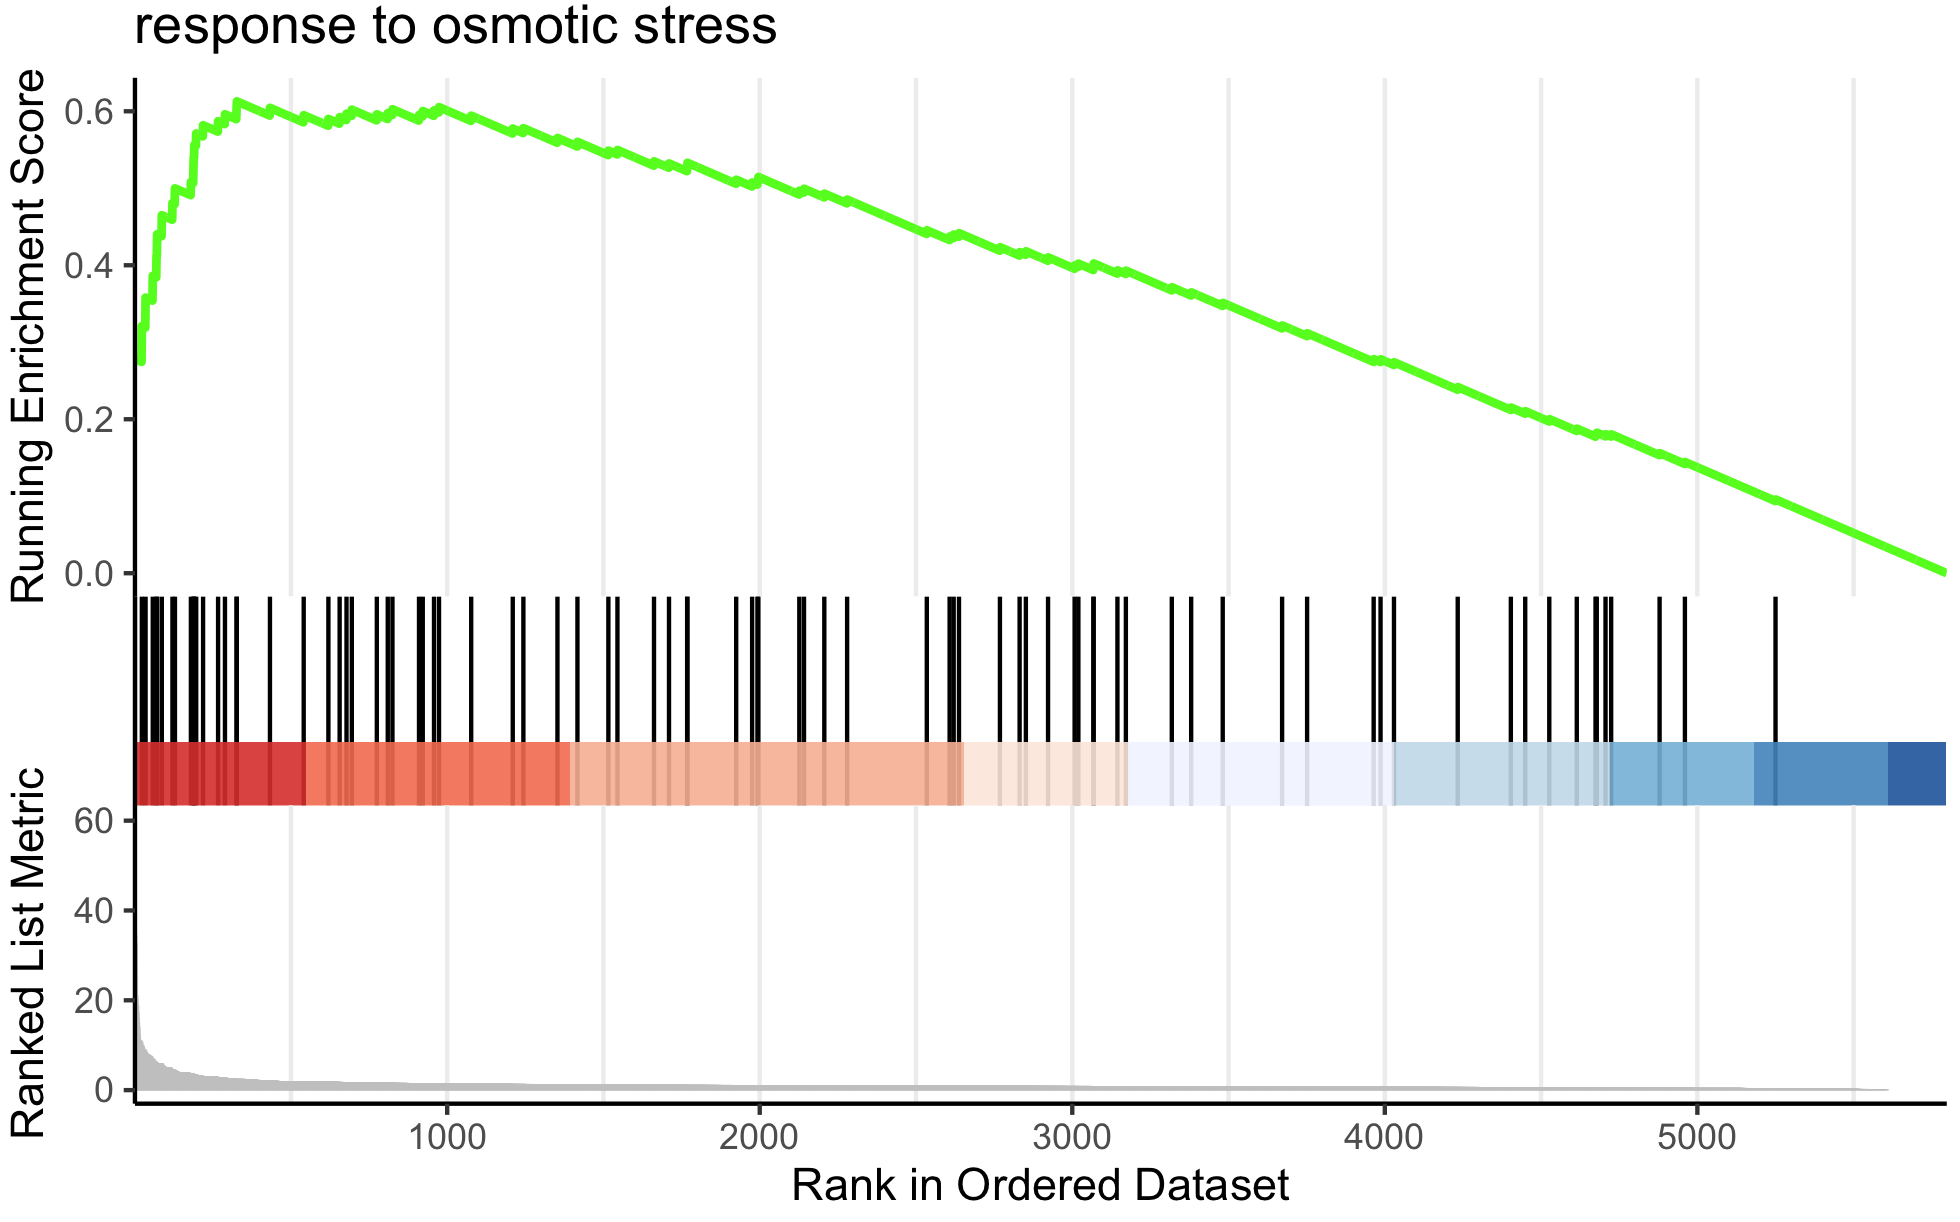 response to osmotic stress
Running Enrichment Score
0.6
0.4
0.2
0.0
Ranked List Metric
60
40
20
0
1000 2000 3000 4000 5000
Rank in Ordered Dataset